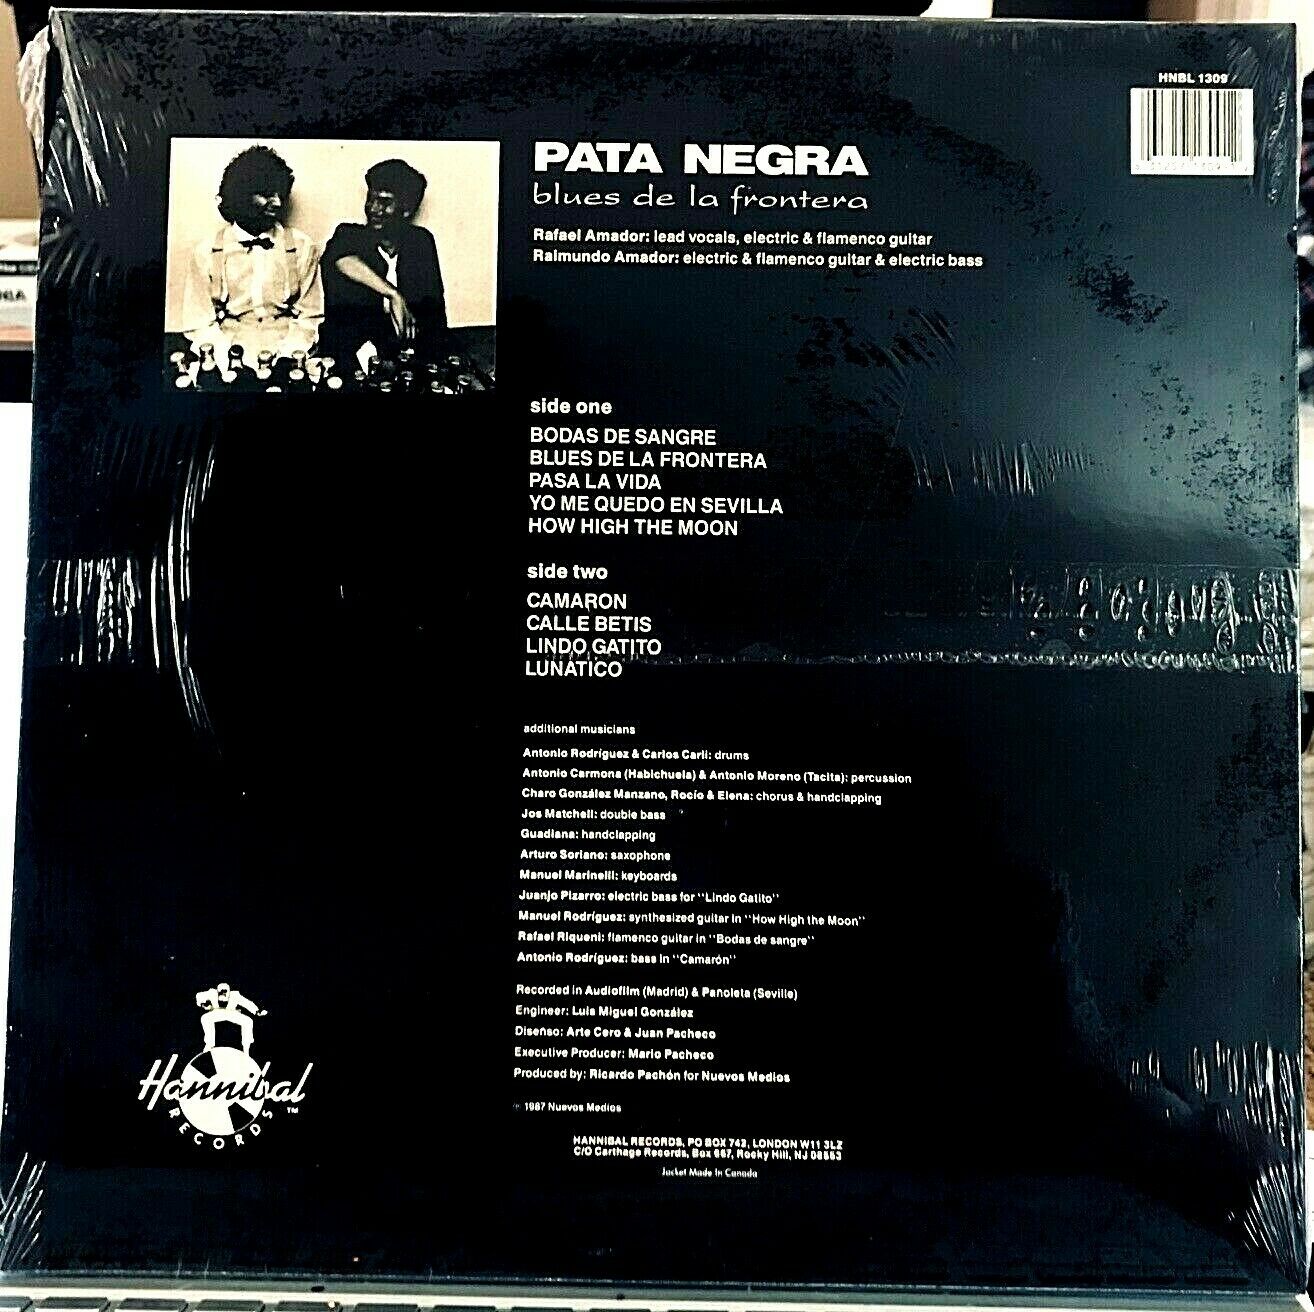 HNBL 1309
PATA NEGRA
blues de la frontera
Rafael Amador: lead vocals, electric & flamenco guitar
Raimundo Amador: electric & flamenco guitar & electric bass
side one
BODAS DE SANGRE
BLUES DE LA FRONTERA
PASA LA VIDA
YO ME QUEDO EN SEVILLA
HOW HIGH THE MOON
side two
CAMARON
CALLE BETIS
LINDO GATITO
LUNATICO
additional musicians
Antonio Rodríguez & Carlos Carli: drums
Antonio Carmona (Habichuela) & Antonio Moreno (Tacita): percussion
Charo González Manzano, Rocío & Elena: chorus & handclapping
Jos Matchell: double bass
Guadiana: handclapping
Arturo Soriano: saxophone
Manuel Marinelli: keyboards
Juanjo Pizarro: electric bass for "Lindo Gatito"
Manuel Rodríguez: synthesized guitar in "How High the Moon"
Rafael Riqueni: flamenco guitar in "Bodas de sangre"
Antonio Rodríguez: bass in "Camarón"
Recorded in Audiofilm (Madrid) & Panoleta (Seville)
Engineer: Luis Miguel González
Disenso: Arte Cero & Juan Pacheco
Executive Producer: Mario Pacheco
Produced by: Ricardo Pachón for Nuevos Medios
℗ 1987 Nuevos Medios
HANNIBAL RECORDS, PO BOX 742, LONDON W11 3LZ
C/O Carthage Records, Box 667, Rocky Hill, NJ 08553
Jacket Made In Canada
Hannibal
RECORDS
TM